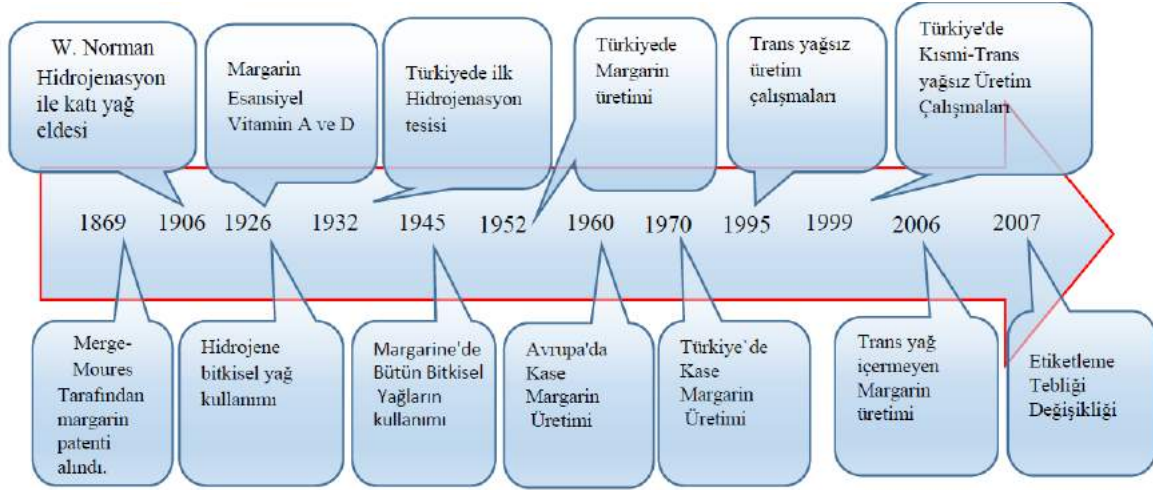 W. Norman
Hidrojenasyon
ile katı yağ
eldesi
Margarin
Esansiyel
Vitamin A ve D
Türkiyede ilk
Hidrojenasyon
tesisi
Türkiyede
Margarin
üretimi
Trans yağsız
üretim
çalışmaları
Türkiye'de
Kısmi-Trans
yağsız Üretim
Çalışmaları
1869 1906 1926 1932 1945 1952 1960 1970 1995 1999 2006 2007
Merge-
Moures
Tarafından
margarin
patenti
alındı.
Hidrojene
bitkisel yağ
kullanımı
Margarine'de
Bütün Bitkisel
Yağların
kullanımı
Avrupa'da
Kase
Margarin
Üretimi
Türkiye`de
Kase
Margarin
Üretimi
Trans yağ
içermeyen
Margarin
üretimi
Etiketleme
Tebliği
Değişikliği